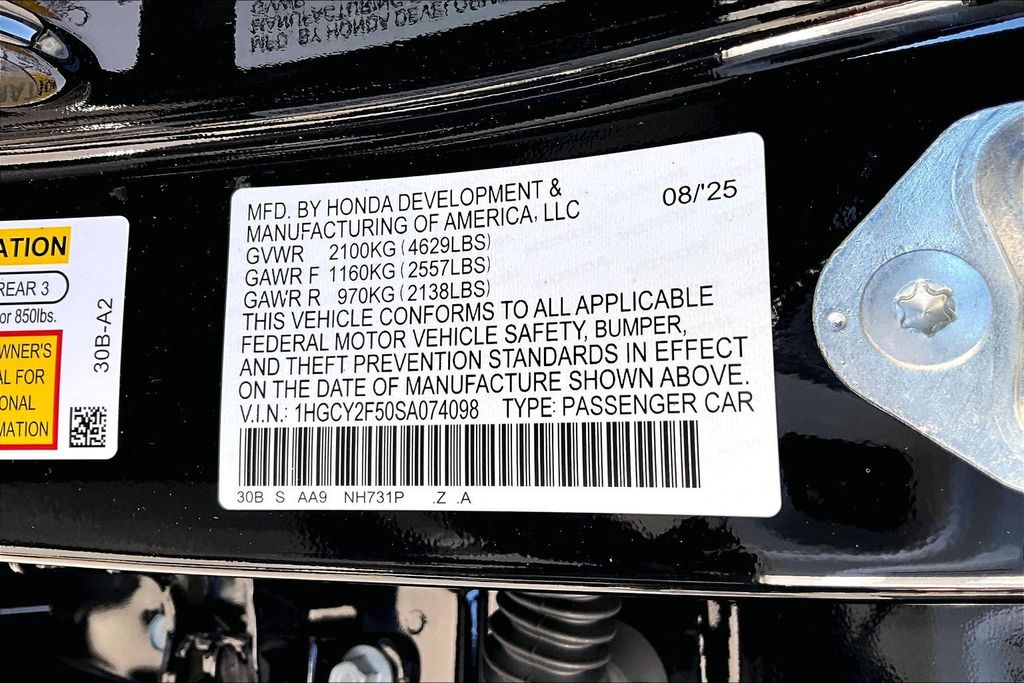 MFD. BY HONDA DEVELOPMENT &
MANUFACTURING OF AMERICA, LLC
08/'25
GVWR 2100KG (4629LBS)
GAWR F 1160KG (2557LBS)
GAWR R 970KG (2138LBS)
THIS VEHICLE CONFORMS TO ALL APPLICABLE
FEDERAL MOTOR VEHICLE SAFETY, BUMPER,
AND THEFT PREVENTION STANDARDS IN EFFECT
ON THE DATE OF MANUFACTURE SHOWN ABOVE.
V.I.N.: 1HGCY2F50SA074098 TYPE: PASSENGER CAR
30B S AA9 NH731P .Z .A
ATION
REAR 3
or 850lbs.
WNER'S
AL FOR
ONAL
MATION
30B-A2